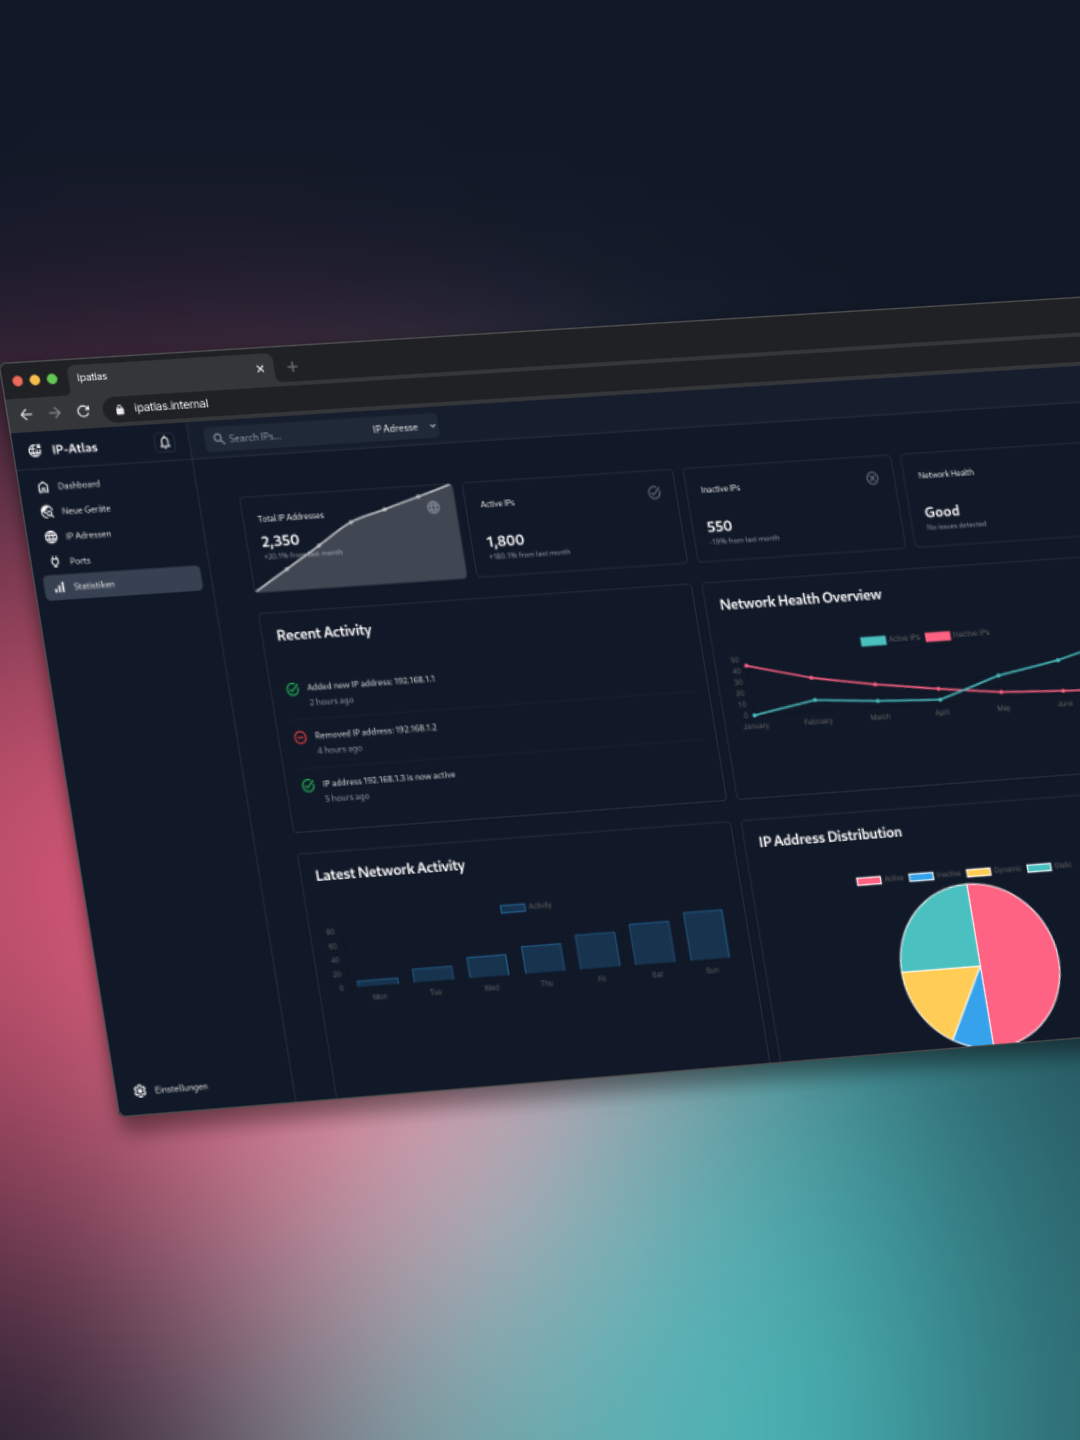 Ipatlas
ipatlas.internal
IP-Atlas
Search IPs...
IP Adresse
Dashboard
Neue Geräte
IP Adressen
Ports
Statistiken
Einstellungen
Total IP Addresses
2,350
+20.1% from last month
Active IPs
1,800
+180.1% from last month
Inactive IPs
550
-19% from last month
Network Health
Good
No issues detected
Recent Activity
Added new IP address: 192.168.1.1
2 hours ago
Removed IP address: 192.168.1.2
4 hours ago
IP address 192.168.1.3 is now active
5 hours ago
Network Health Overview
Active IPs
Inactive IPs
50
40
30
20
10
0
January
February
March
April
May
June
Latest Network Activity
Activity
80
60
40
20
0
Mon
Tue
Wed
Thu
Fri
Sat
Sun
IP Address Distribution
Active
Inactive
Dynamic
Static